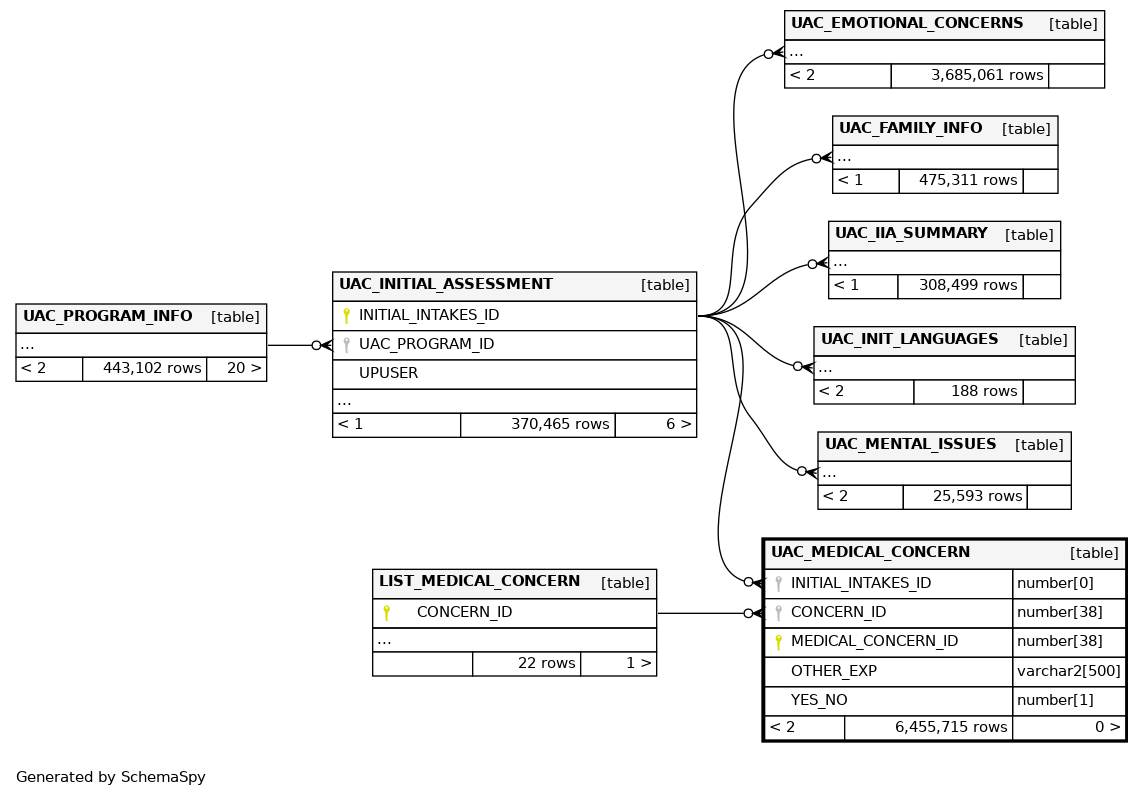 UAC_EMOTIONAL_CONCERNS [table]
...
< 2 3,685,061 rows
UAC_FAMILY_INFO [table]
...
< 1 475,311 rows
UAC_IIA_SUMMARY [table]
...
< 1 308,499 rows
UAC_INITIAL_ASSESSMENT [table]
INITIAL_INTAKES_ID
UAC_PROGRAM_ID
UPUSER
...
< 1 370,465 rows 6 >
UAC_PROGRAM_INFO [table]
...
< 2 443,102 rows 20 >
UAC_INIT_LANGUAGES [table]
...
< 2 188 rows
UAC_MENTAL_ISSUES [table]
...
< 2 25,593 rows
UAC_MEDICAL_CONCERN [table]
INITIAL_INTAKES_ID number[0]
CONCERN_ID number[38]
MEDICAL_CONCERN_ID number[38]
OTHER_EXP varchar2[500]
YES_NO number[1]
< 2 6,455,715 rows 0 >
LIST_MEDICAL_CONCERN [table]
CONCERN_ID
...
22 rows 1 >
Generated by SchemaSpy